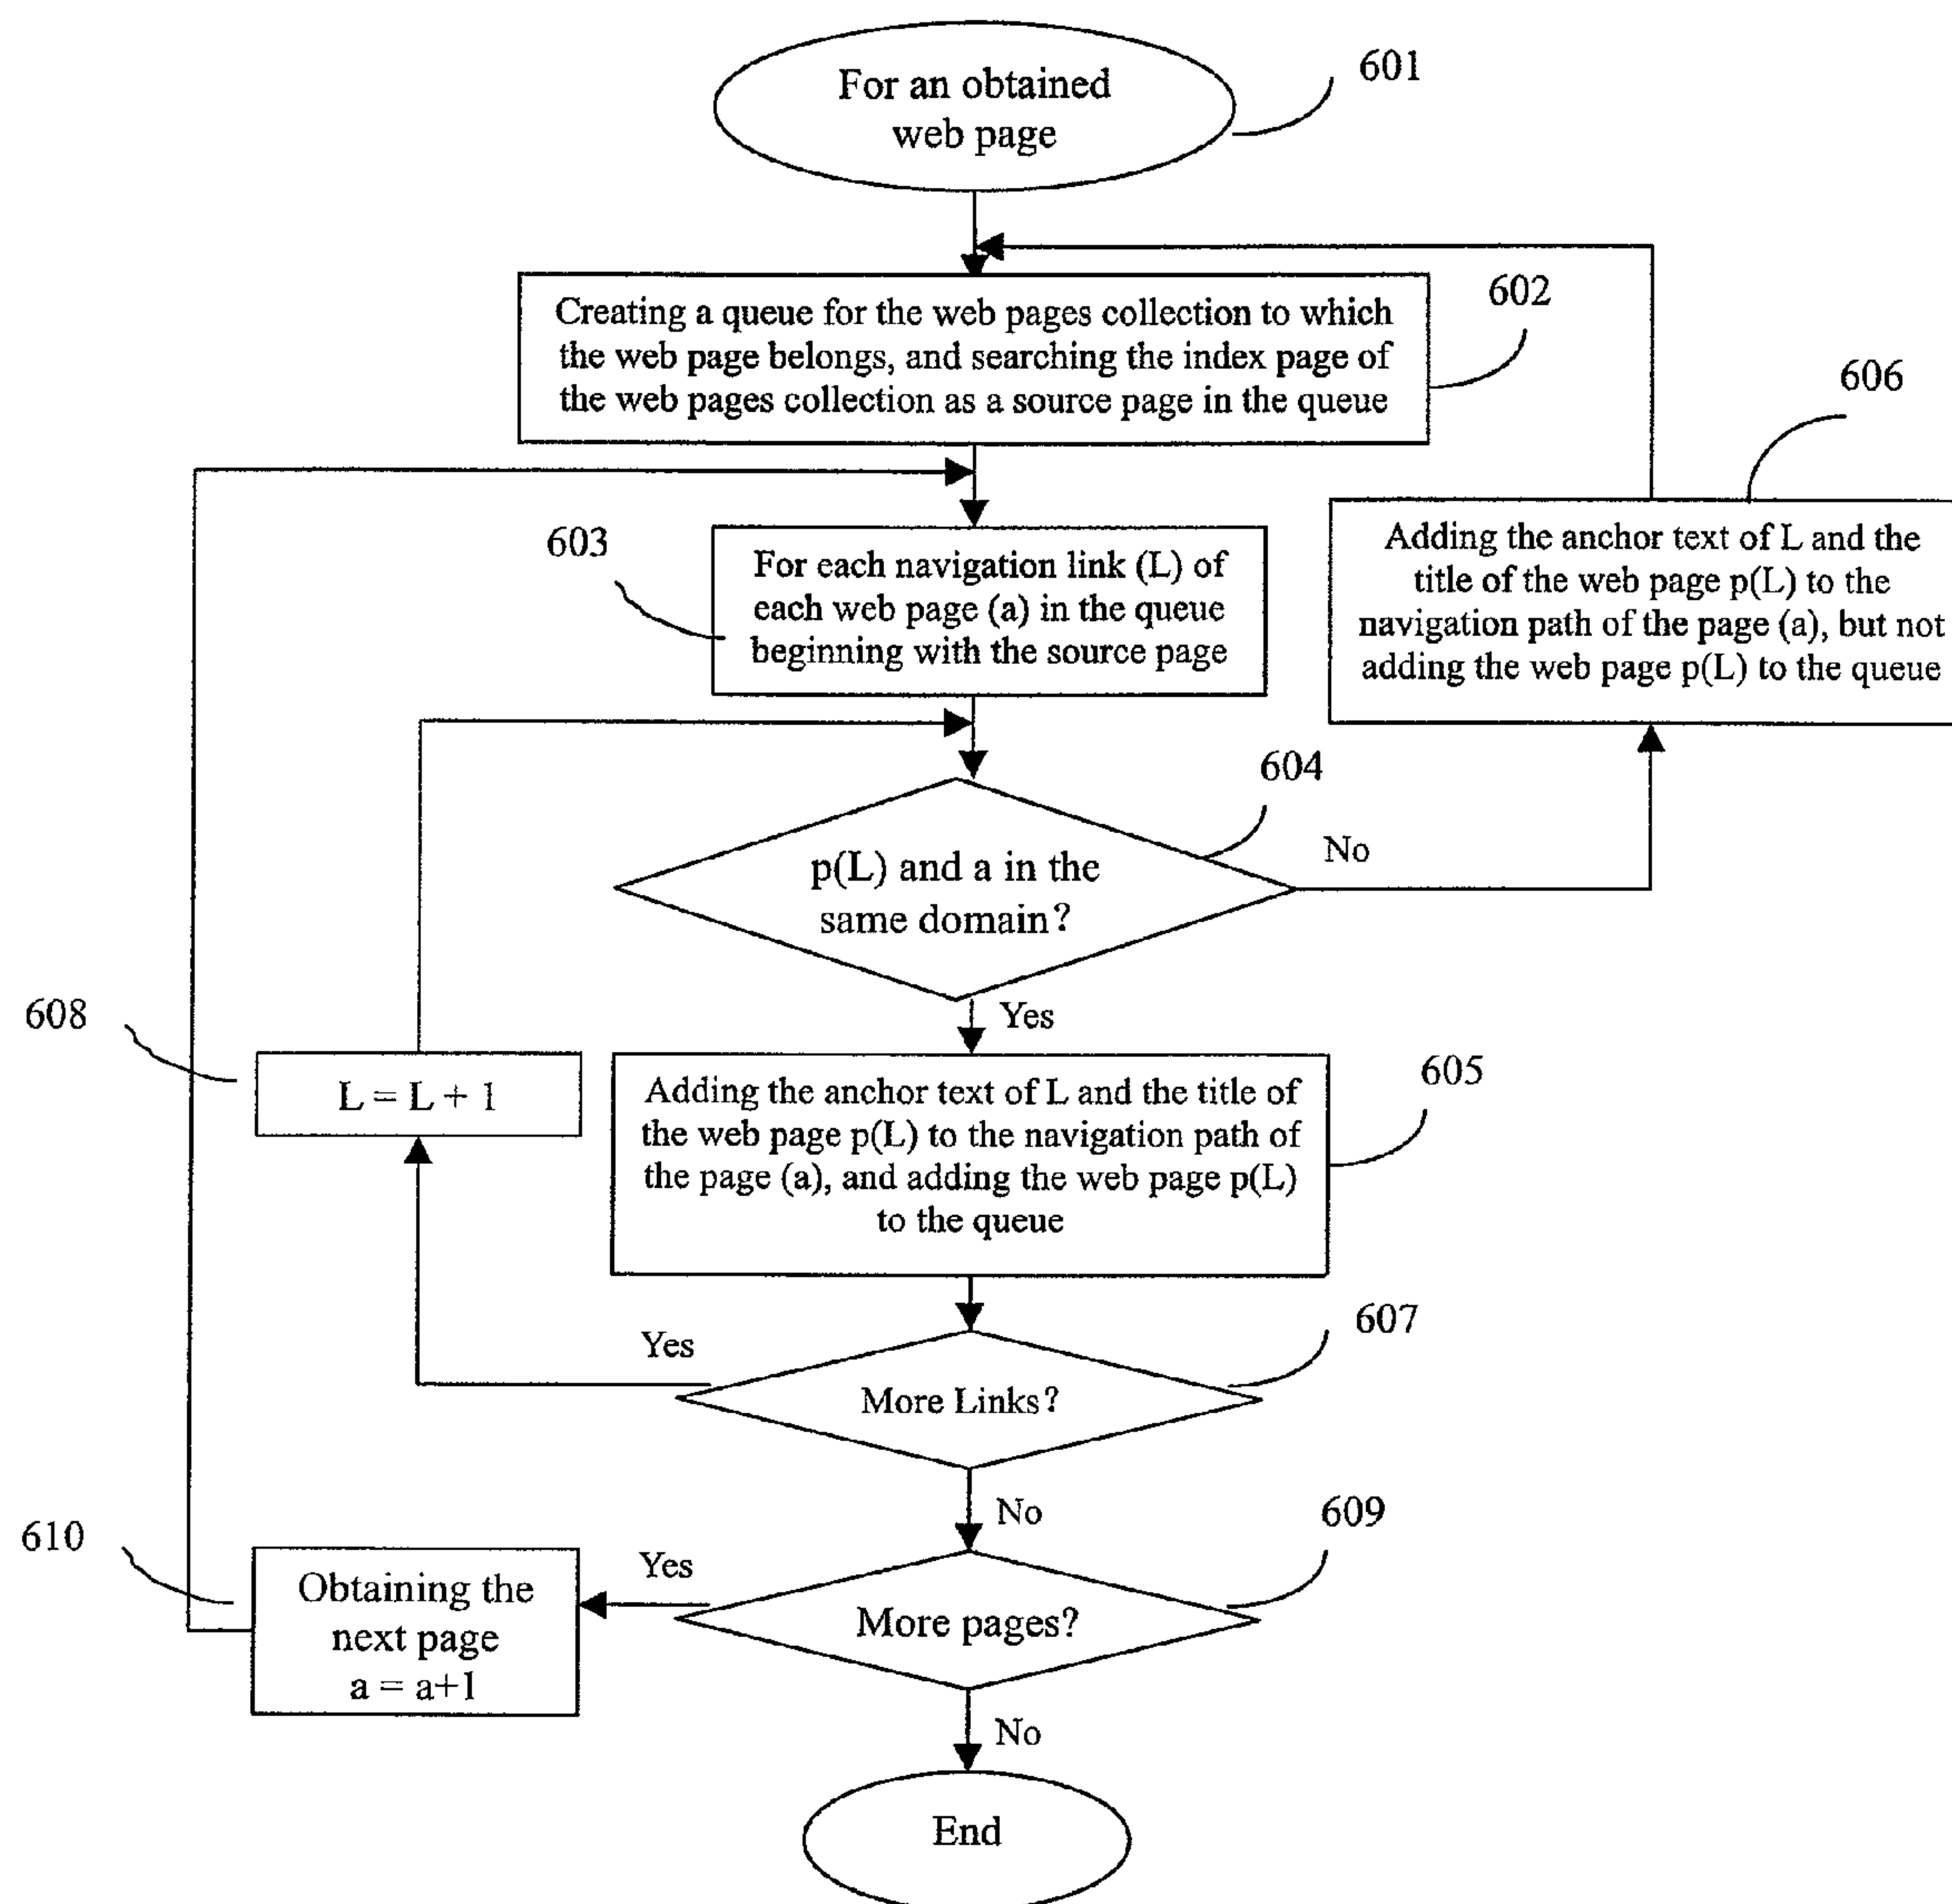 For an obtained
web page
601
Creating a queue for the web pages collection to which
the web page belongs, and searching the index page of
the web pages collection as a source page in the queue
602
603
For each navigation link (L) of
each web page (a) in the queue
beginning with the source page
606
Adding the anchor text of L and the
title of the web page p(L) to the
navigation path of the page (a), but not
adding the web page p(L) to the queue
604
p(L) and a in the
same domain?
No
Yes
608
L = L + 1
605
Adding the anchor text of L and the title of
the web page p(L) to the navigation path of
the page (a), and adding the web page p(L)
to the queue
607
Yes
More Links?
No
609
610
Yes
Obtaining the
next page
a = a+1
More pages?
No
End